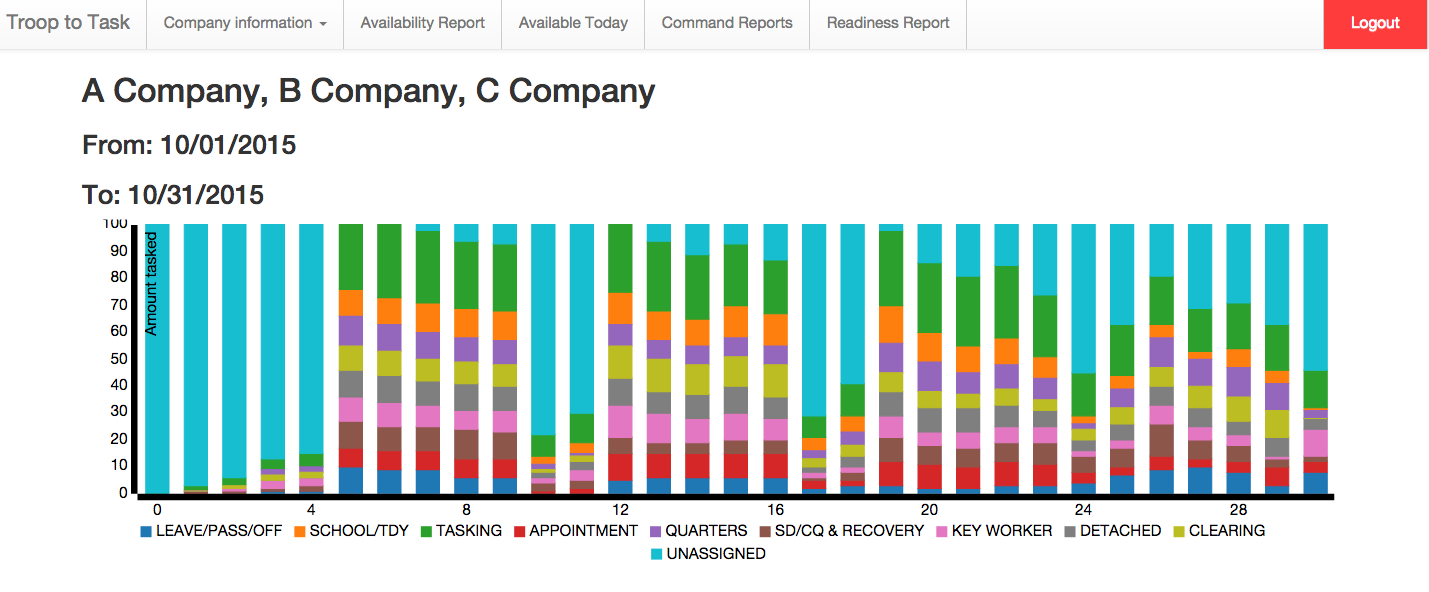 Troop to Task Company information Availability Report Available Today Command Reports Readiness Report Logout
A Company, B Company, C Company
From: 10/01/2015
To: 10/31/2015
100
90
80
70
60
50
40
30
20
10
0
Amount tasked
0 4 8 12 16 20 24 28
LEAVE/PASS/OFF SCHOOL/TDY TASKING APPOINTMENT QUARTERS SD/CQ & RECOVERY KEY WORKER DETACHED CLEARING
UNASSIGNED